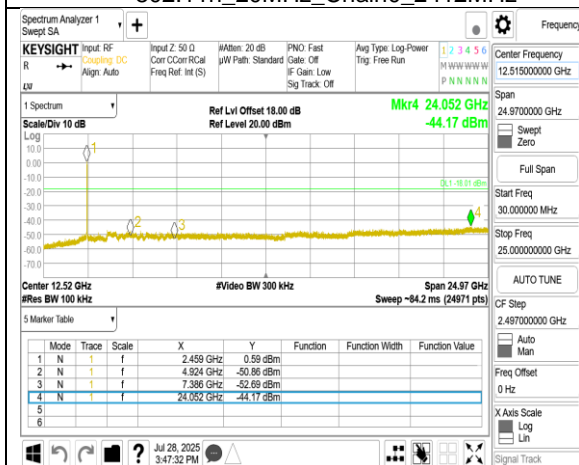 Spectrum Analyzer 1
Swept SA
Frequency
KEYSIGHT
R
Input: RF
Coupling: DC
Align: Auto
Input Z: 50 Ω
Corr CCorr RCal
Freq Ref: Int (S)
#Atten: 20 dB
µW Path: Standard
PNO: Fast
Gate: Off
IF Gain: Low
Sig Track: Off
Avg Type: Log-Power
Trig: Free Run
1 2 3 4 5 6
M W W W W W
P N N N N N
1 Spectrum
Scale/Div 10 dB
Ref Lvl Offset 18.00 dB
Ref Level 20.00 dBm
Mkr4 24.052 GHz
-44.17 dBm
Log
10.0
0.00
-10.0
-20.0
-30.0
-40.0
-50.0
-60.0
-70.0
1
2
3
4
DL1 -18.01 dBm
Center 12.52 GHz
#Res BW 100 kHz
#Video BW 300 kHz
Span 24.97 GHz
Sweep ~84.2 ms (24971 pts)
5 Marker Table
Mode Trace Scale X Y Function Function Width Function Value
1 N 1 f 2.459 GHz 0.59 dBm
2 N 1 f 4.924 GHz -50.86 dBm
3 N 1 f 7.386 GHz -52.69 dBm
4 N 1 f 24.052 GHz -44.17 dBm
5
6
Jul 28, 2025
3:47:32 PM
Center Frequency
12.515000000 GHz
Span
24.9700000 GHz
Swept
Zero
Full Span
Start Freq
30.000000 MHz
Stop Freq
25.000000000 GHz
AUTO TUNE
CF Step
2.497000000 GHz
Auto
Man
Freq Offset
0 Hz
X Axis Scale
Log
Lin
Signal Track